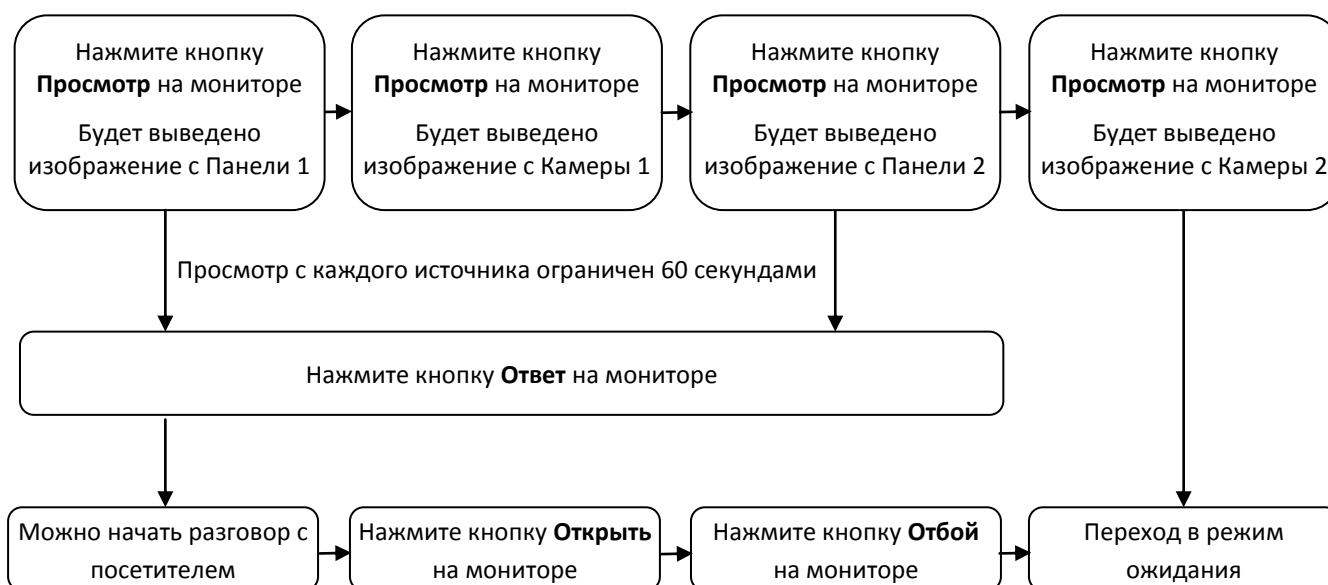 Нажмите кнопку
Просмотр на мониторе
Будет выведено
изображение с Панели 1
Нажмите кнопку
Просмотр на мониторе
Будет выведено
изображение с Камеры 1
Нажмите кнопку
Просмотр на мониторе
Будет выведено
изображение с Панели 2
Нажмите кнопку
Просмотр на мониторе
Будет выведено
изображение с Камеры 2
Просмотр с каждого источника ограничен 60 секундами
Нажмите кнопку Ответ на мониторе
Можно начать разговор с
посетителем
Нажмите кнопку Открыть
на мониторе
Нажмите кнопку Отбой
на мониторе
Переход в режим
ожидания